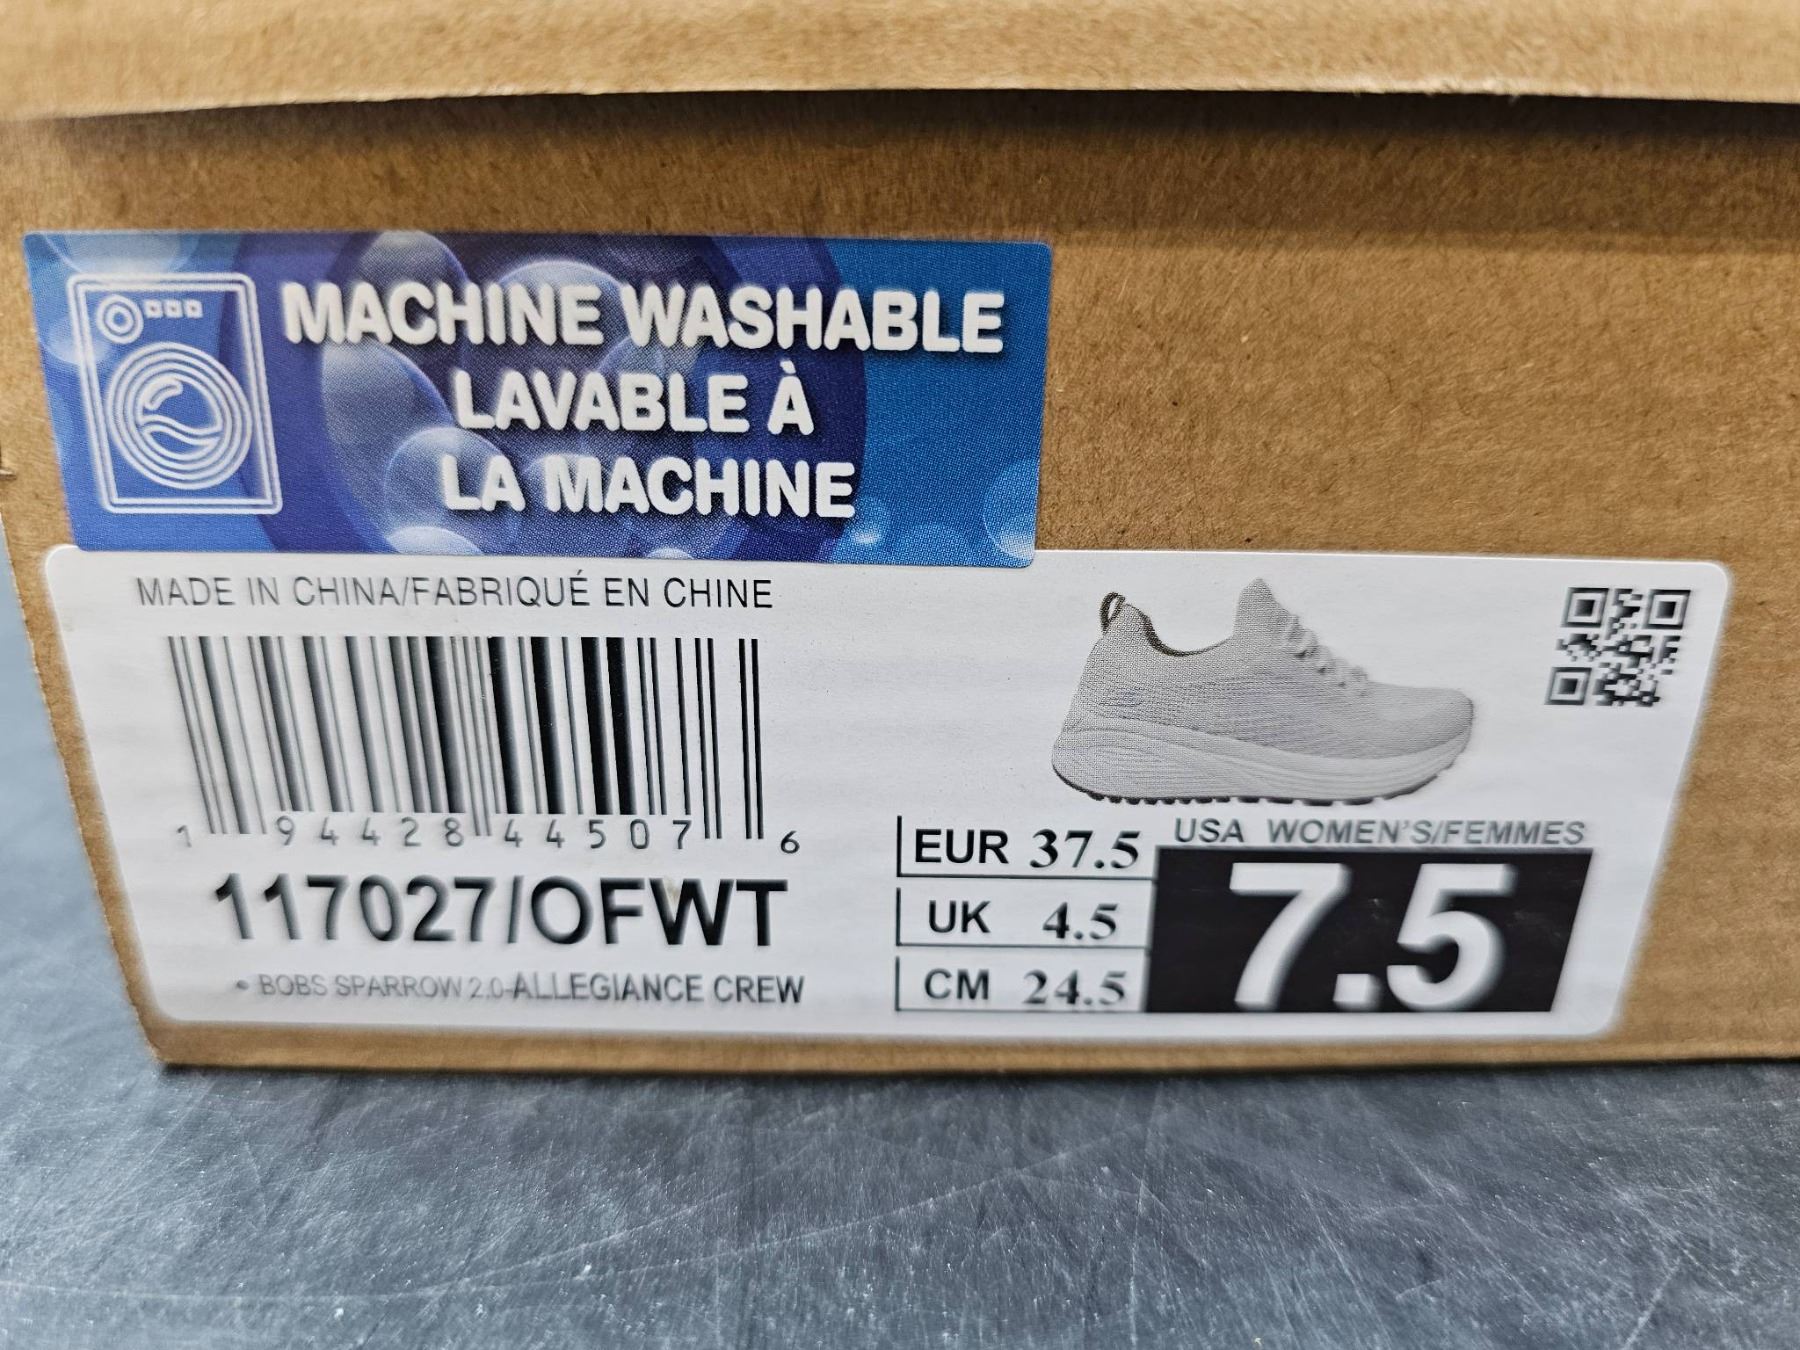 MACHINE WASHABLE
LAVABLE À
LA MACHINE
MADE IN CHINA/FABRIQUÉ EN CHINE
1 94428 44507 6
117027/OFWT
• BOBS SPARROW 2.0-ALLEGIANCE CREW
EUR 37.5
UK 4.5
CM 24.5
USA WOMEN'S/FEMMES
7.5